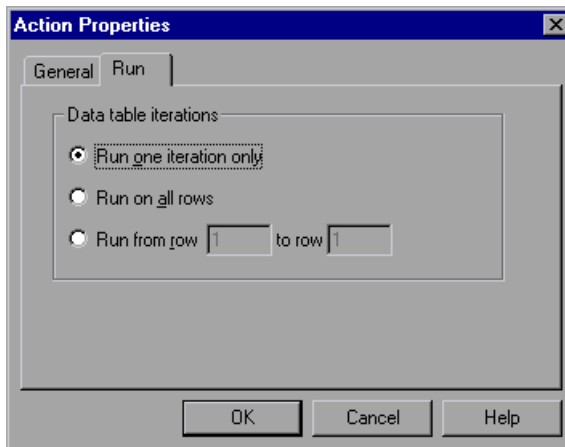 Action Properties
General Run
Data table iterations
Run one iteration only
Run on all rows
Run from row 1 to row 1
OK Cancel Help